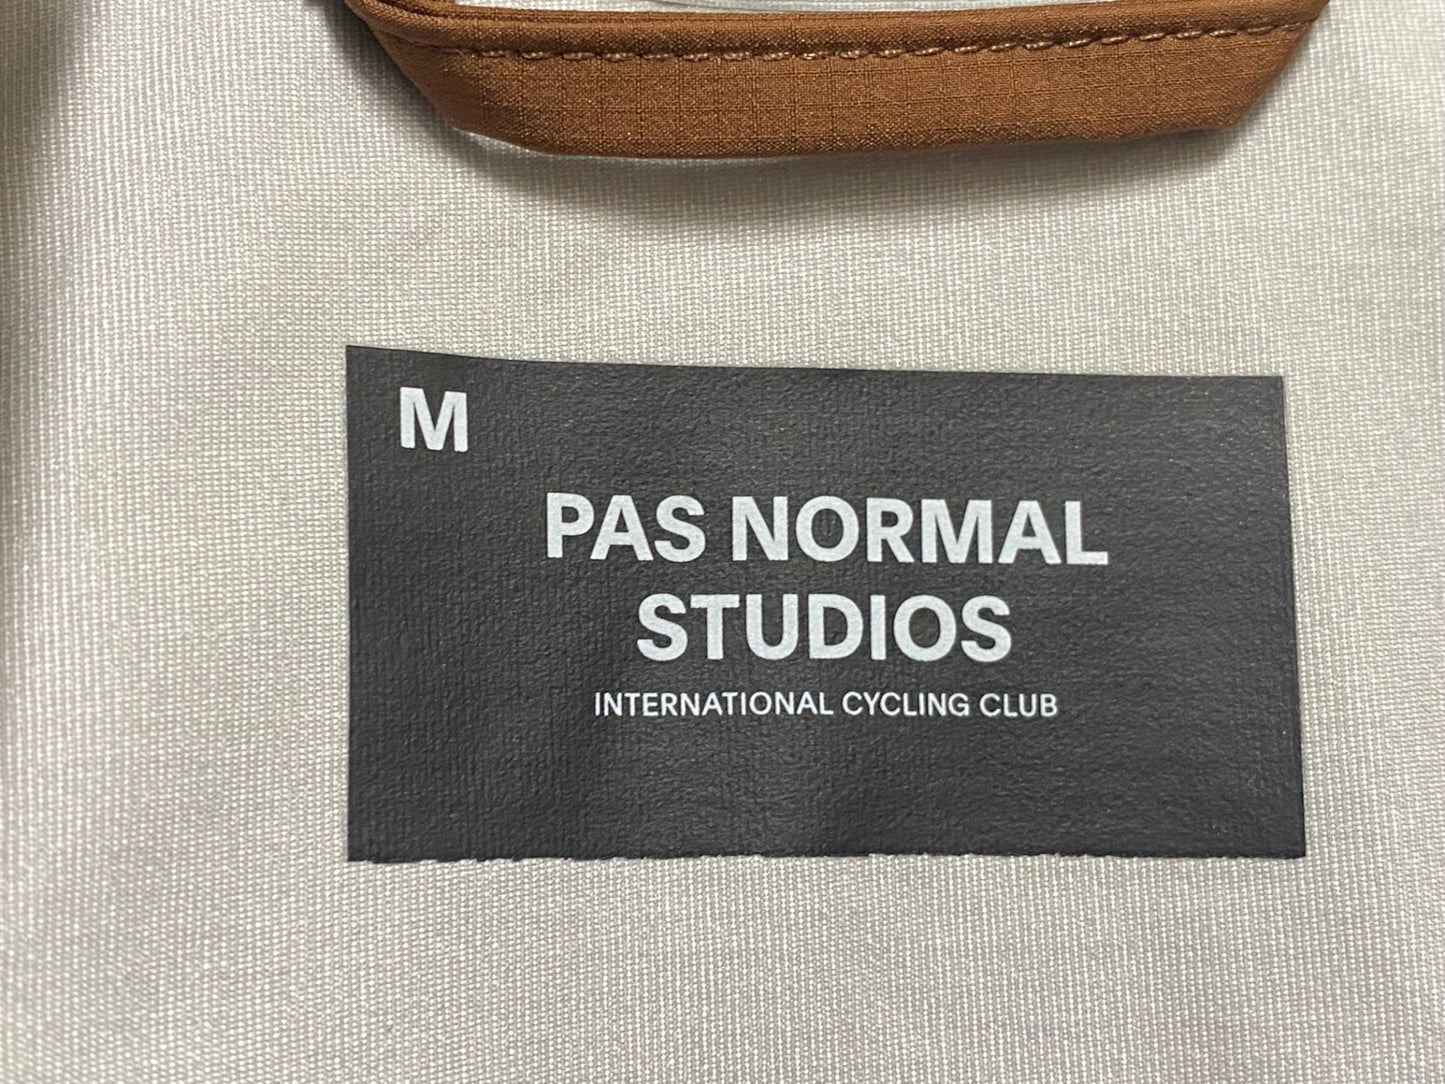 M
PAS NORMAL
STUDIOS
INTERNATIONAL CYCLING CLUB